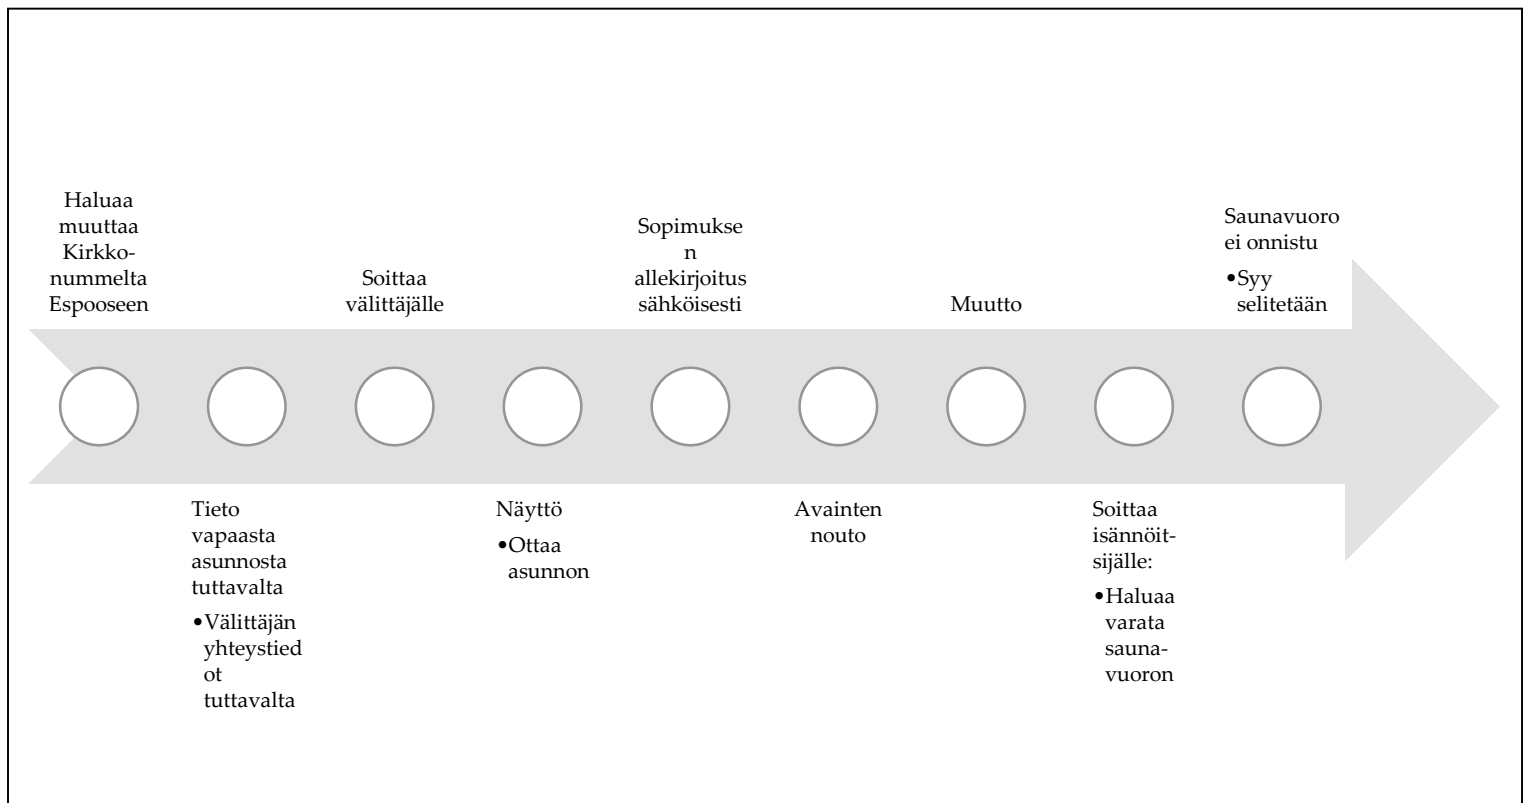 Haluaa
muuttaa
Kirkko-
nummelta
Espooseen
Tieto
vapaasta
asunnosta
tuttavalta
•Välittäjän
yhteystied
ot
tuttavalta
Soittaa
välittäjälle
Näyttö
•Ottaa
asunnon
Sopimukse
n
allekirjoitus
sähköisesti
Avainten
nouto
Muutto
Soittaa
isännöit-
sijälle:
•Haluaa
varata
sauna-
vuoron
Saunavuoro
ei onnistu
•Syy
selitetään